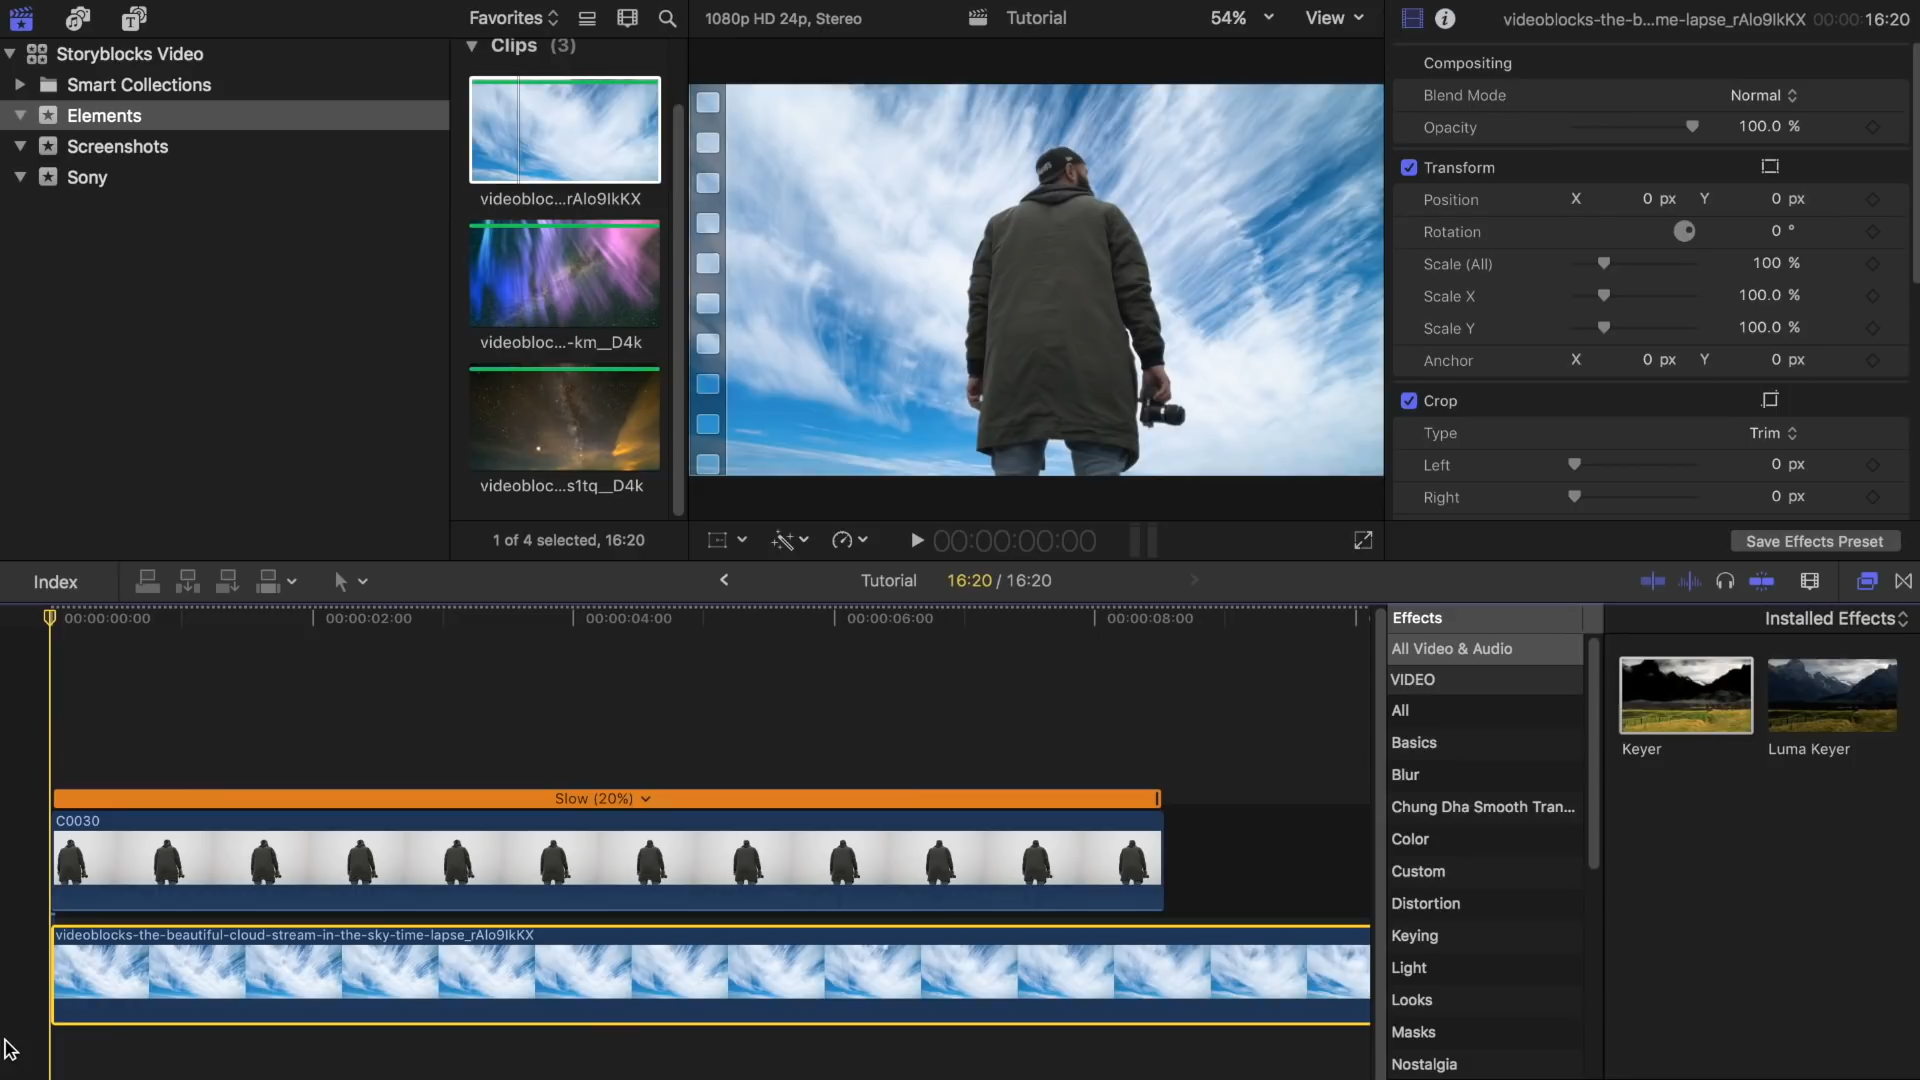 Favorites
1080p HD 24p, Stereo
Tutorial
54%
View
videoblocks-the-b...me-lapse_rAlo9lkKX
00:00:16:20
Storyblocks Video
Smart Collections
Elements
Screenshots
Sony
Clips (3)
videobloc...rAlo9lkKX
videobloc...-km__D4k
videobloc...s1tq__D4k
1 of 4 selected, 16:20
00:00:00:00
Compositing
Blend Mode Normal
Opacity 100.0 %
Transform
Position X 0 px Y 0 px
Rotation 0 °
Scale (All) 100 %
Scale X 100.0 %
Scale Y 100.0 %
Anchor X 0 px Y 0 px
Crop
Type Trim
Left 0 px
Right 0 px
Save Effects Preset
Index
Tutorial 16:20 / 16:20
00:00:00:00 00:00:02:00 00:00:04:00 00:00:06:00 00:00:08:00
Slow (20%)
C0030
videoblocks-the-beautiful-cloud-stream-in-the-sky-time-lapse_rAlo9lkKX
Effects
Installed Effects
All Video & Audio
VIDEO
All
Basics
Blur
Chung Dha Smooth Tran...
Color
Custom
Distortion
Keying
Light
Looks
Masks
Nostalgia
Keyer
Luma Keyer